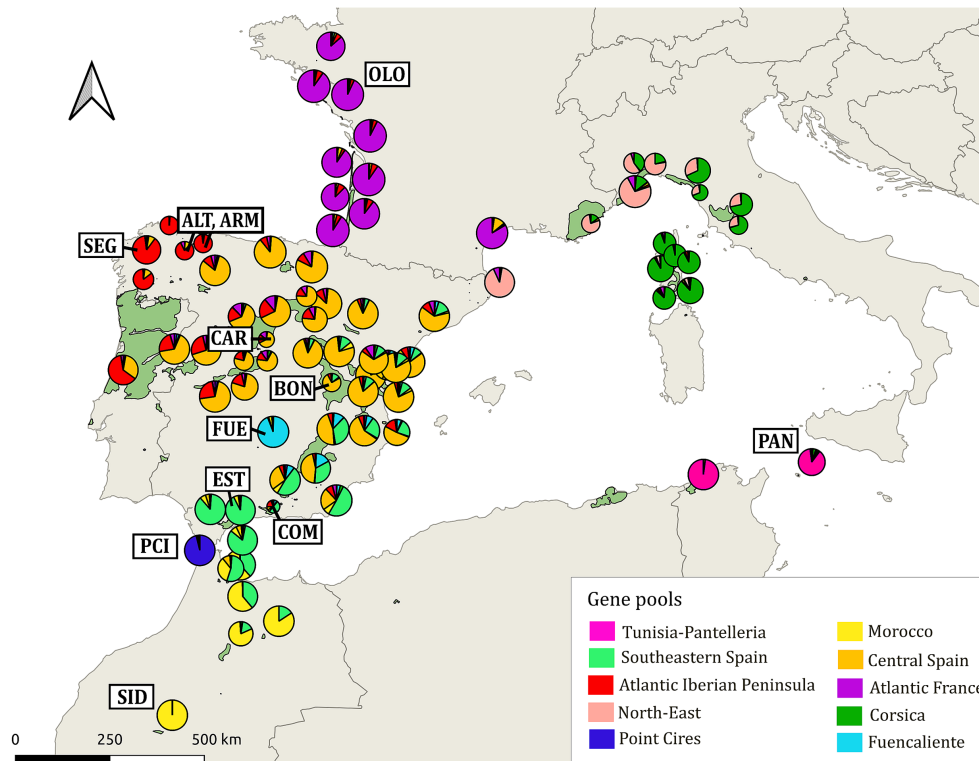 OLO
ALT, ARM
SEG
CAR
BON
FUE
PAN
EST
COM
PCI
SID
0 250 500 km
Gene pools
Tunisia-Pantelleria
Southeastern Spain
Atlantic Iberian Peninsula
North-East
Point Cires
Morocco
Central Spain
Atlantic France
Corsica
Fuencaliente